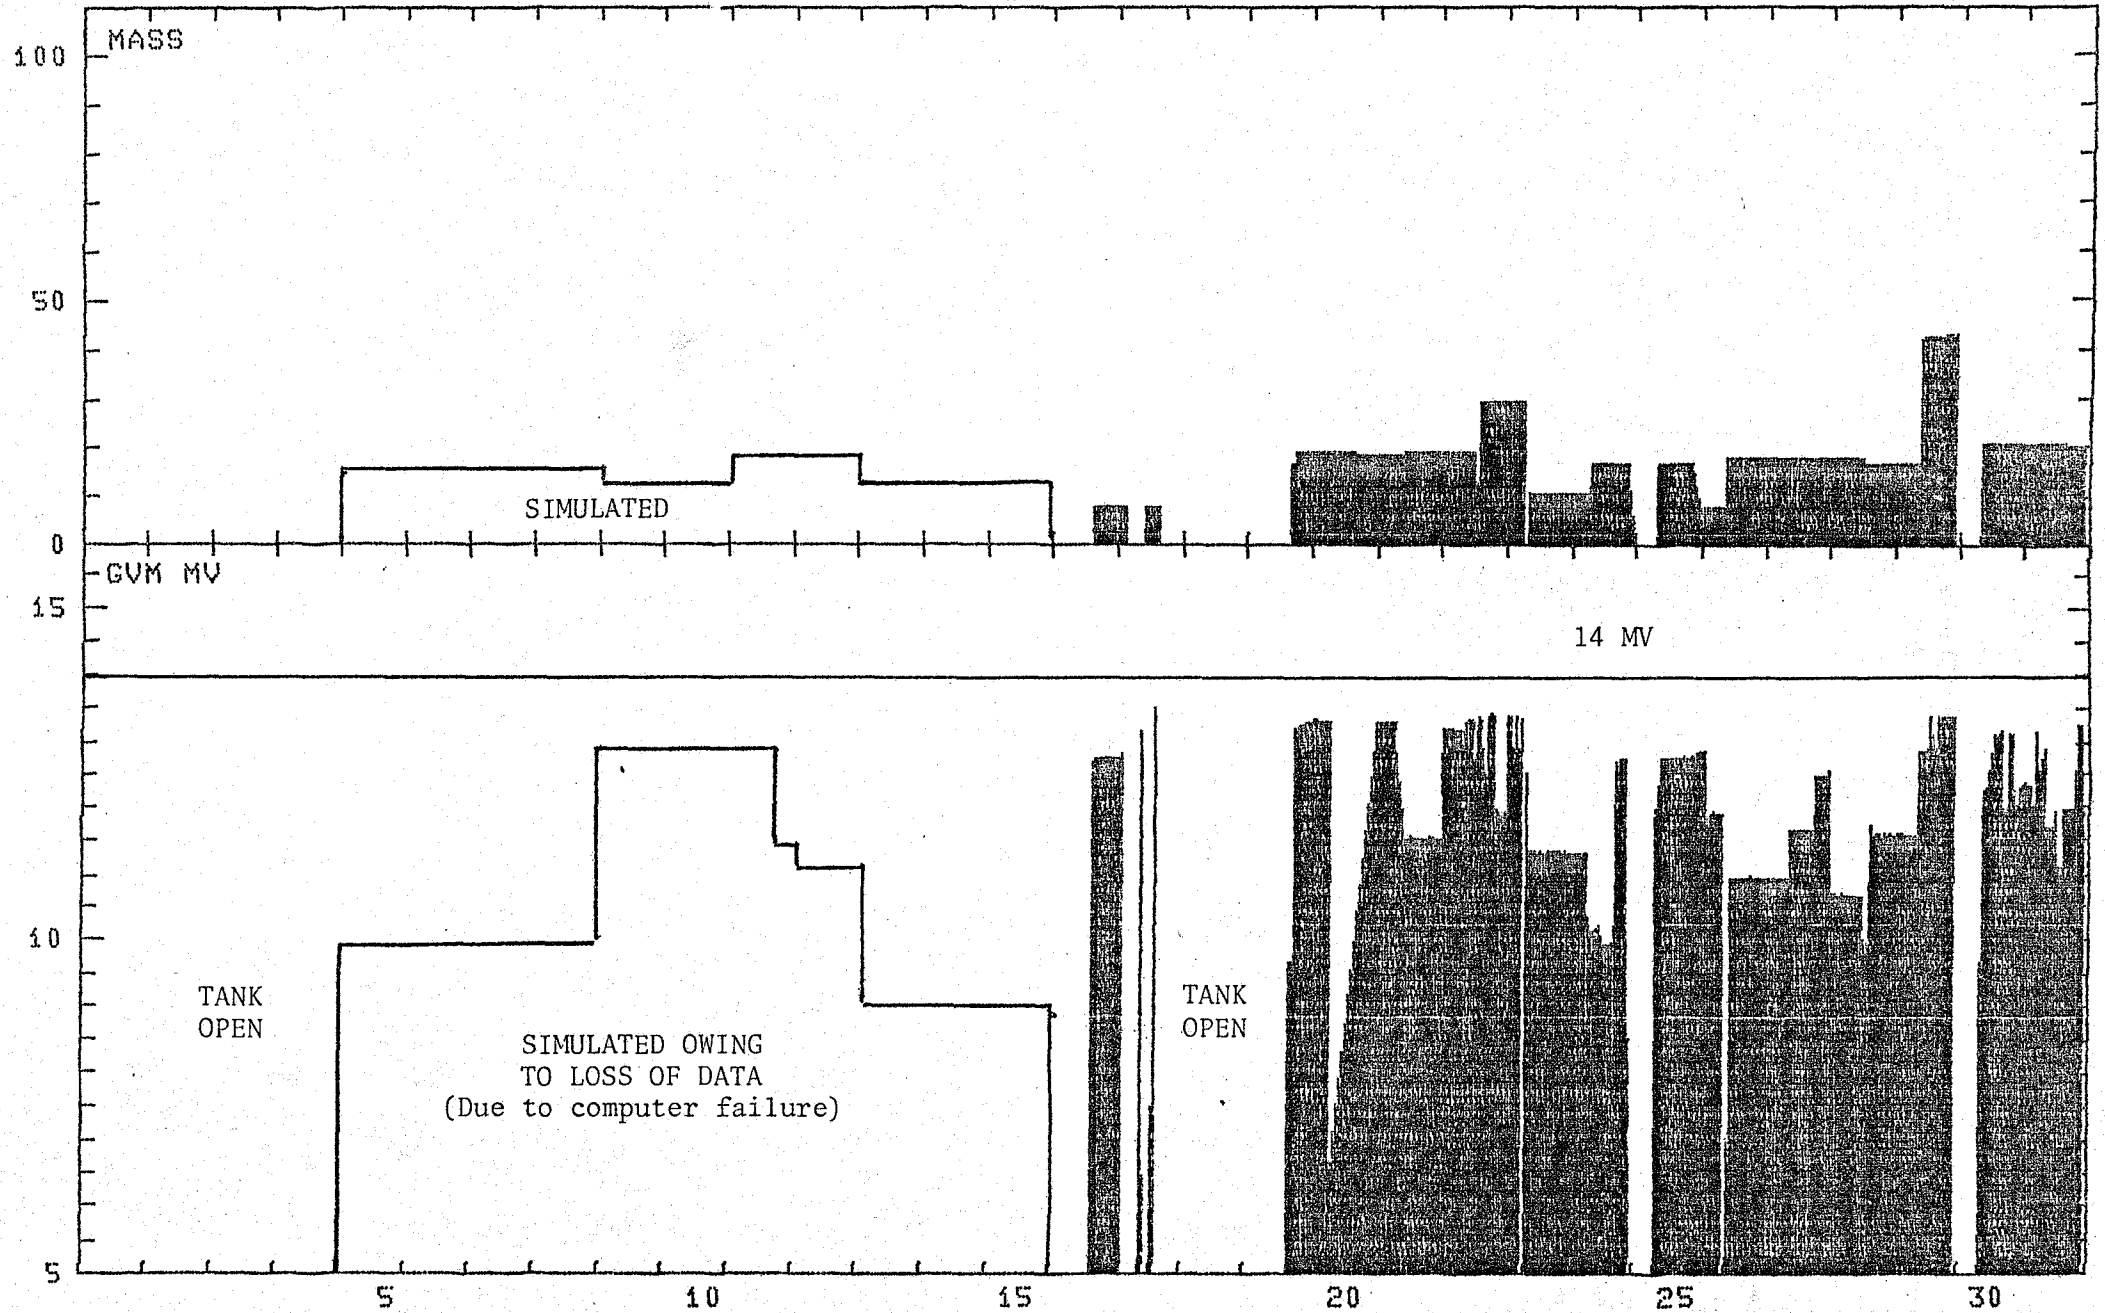 MASS
100
50
SIMULATED
0
GVM MV
15
14 MV
10
TANK
OPEN
SIMULATED OWING
TO LOSS OF DATA
(Due to computer failure)
TANK
OPEN
5
5 10 15 20 25 30